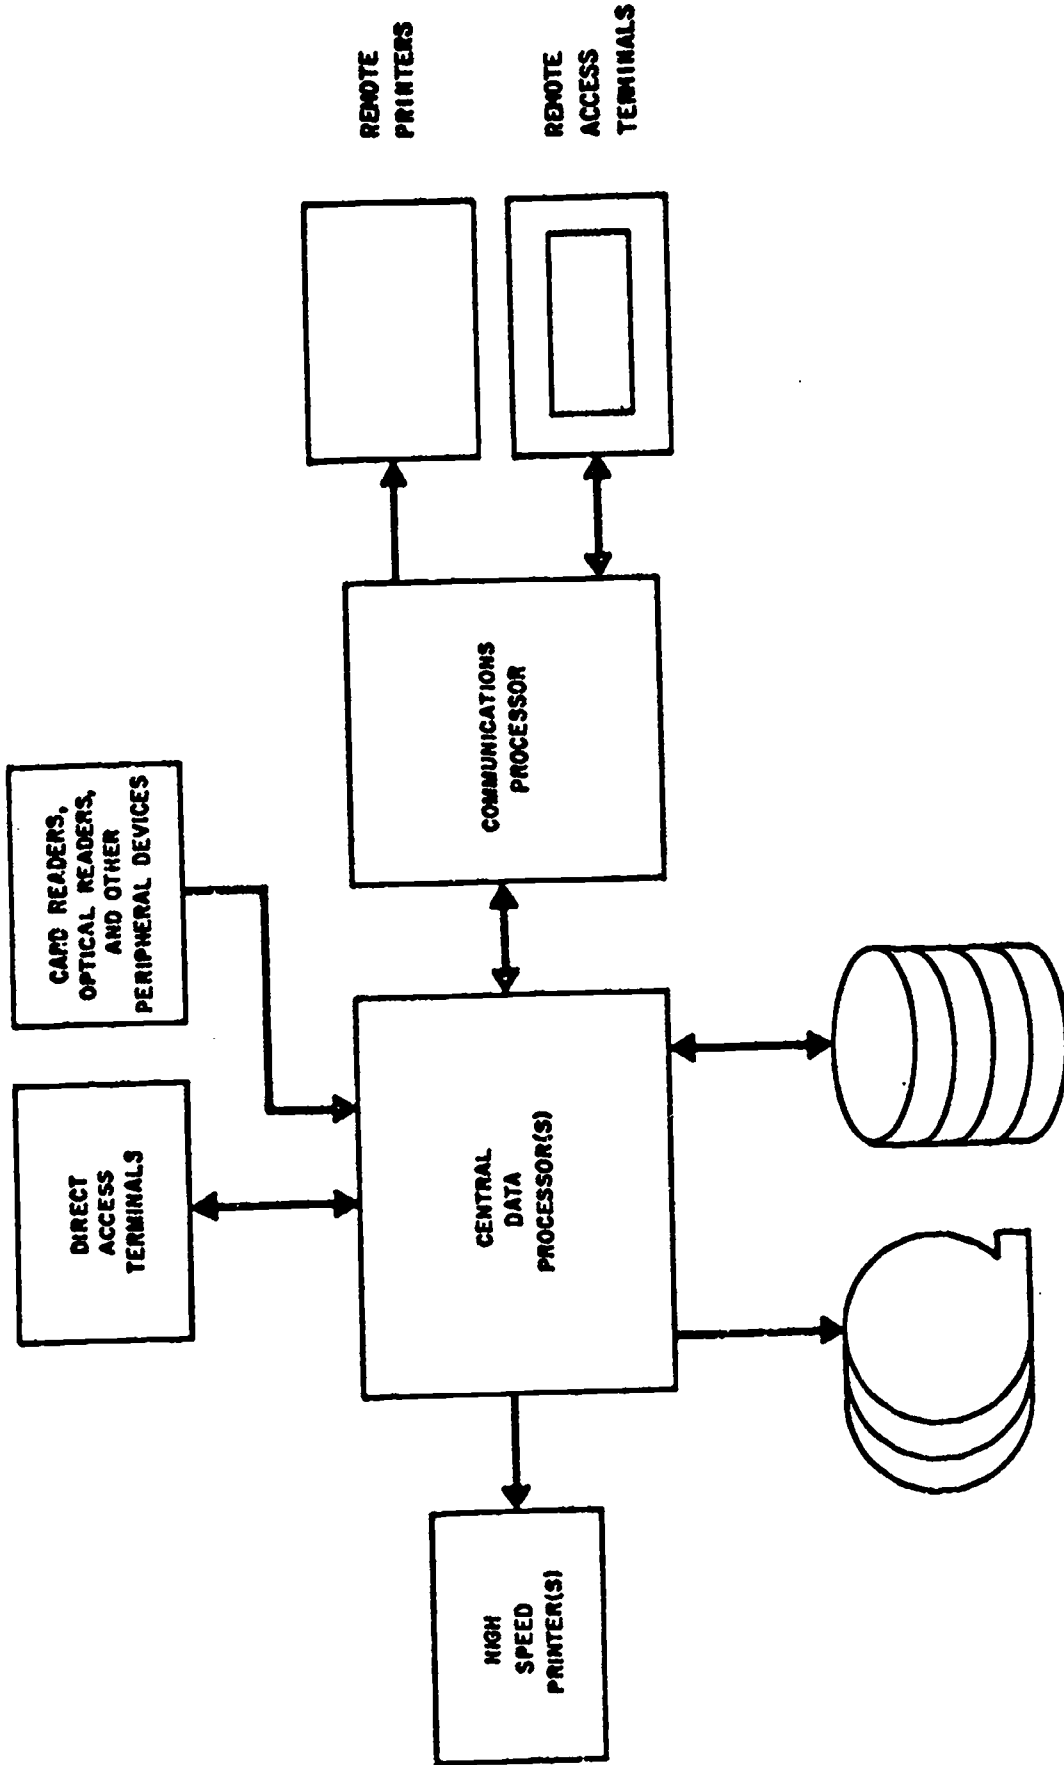 DIRECT
ACCESS
TERMINALS
CARD READERS,
OPTICAL READERS,
AND OTHER
PERIPHERAL DEVICES
REMOTE
PRINTERS
HIGH
SPEED
PRINTER(S)
CENTRAL
DATA
PROCESSOR(S)
COMMUNICATIONS
PROCESSOR
REMOTE
ACCESS
TERMINALS